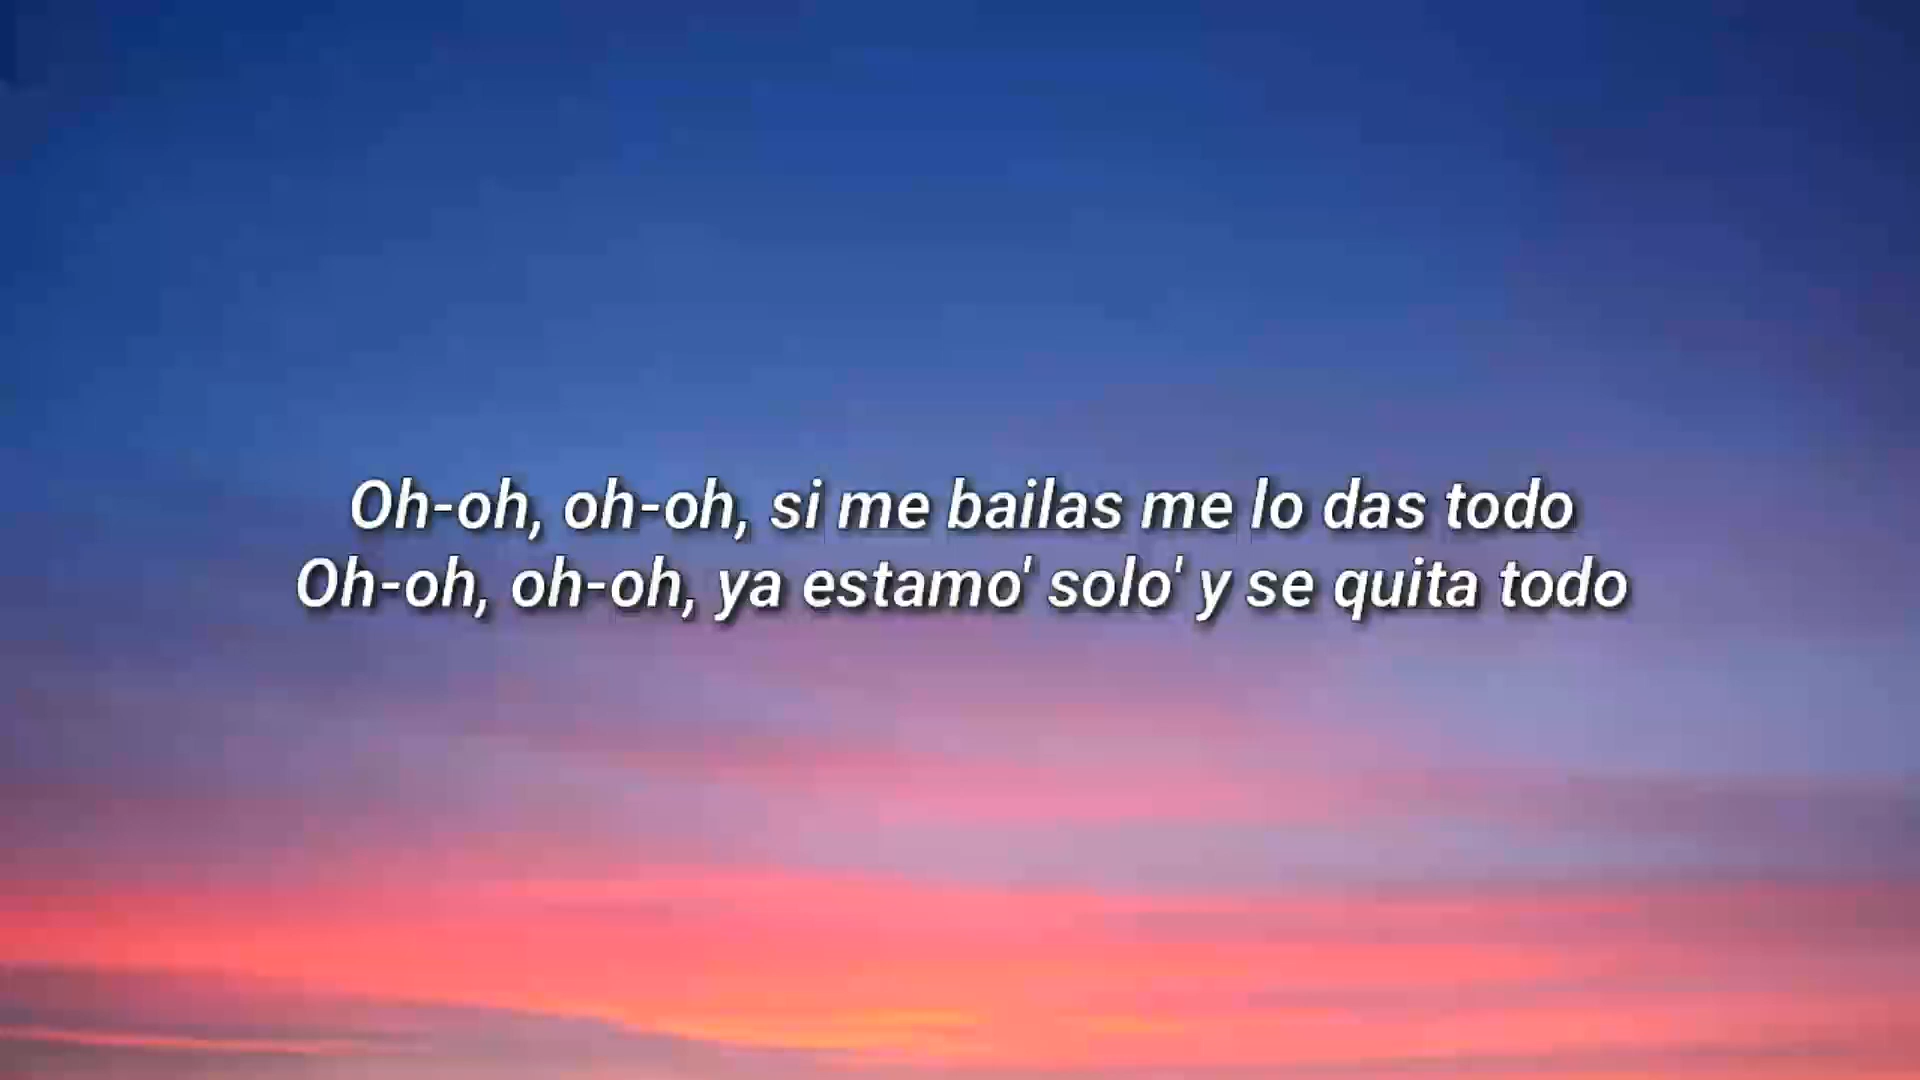 Oh-oh, oh-oh, si me bailas me lo das todo
Oh-oh, oh-oh, ya estamo' solo' y se quita todo